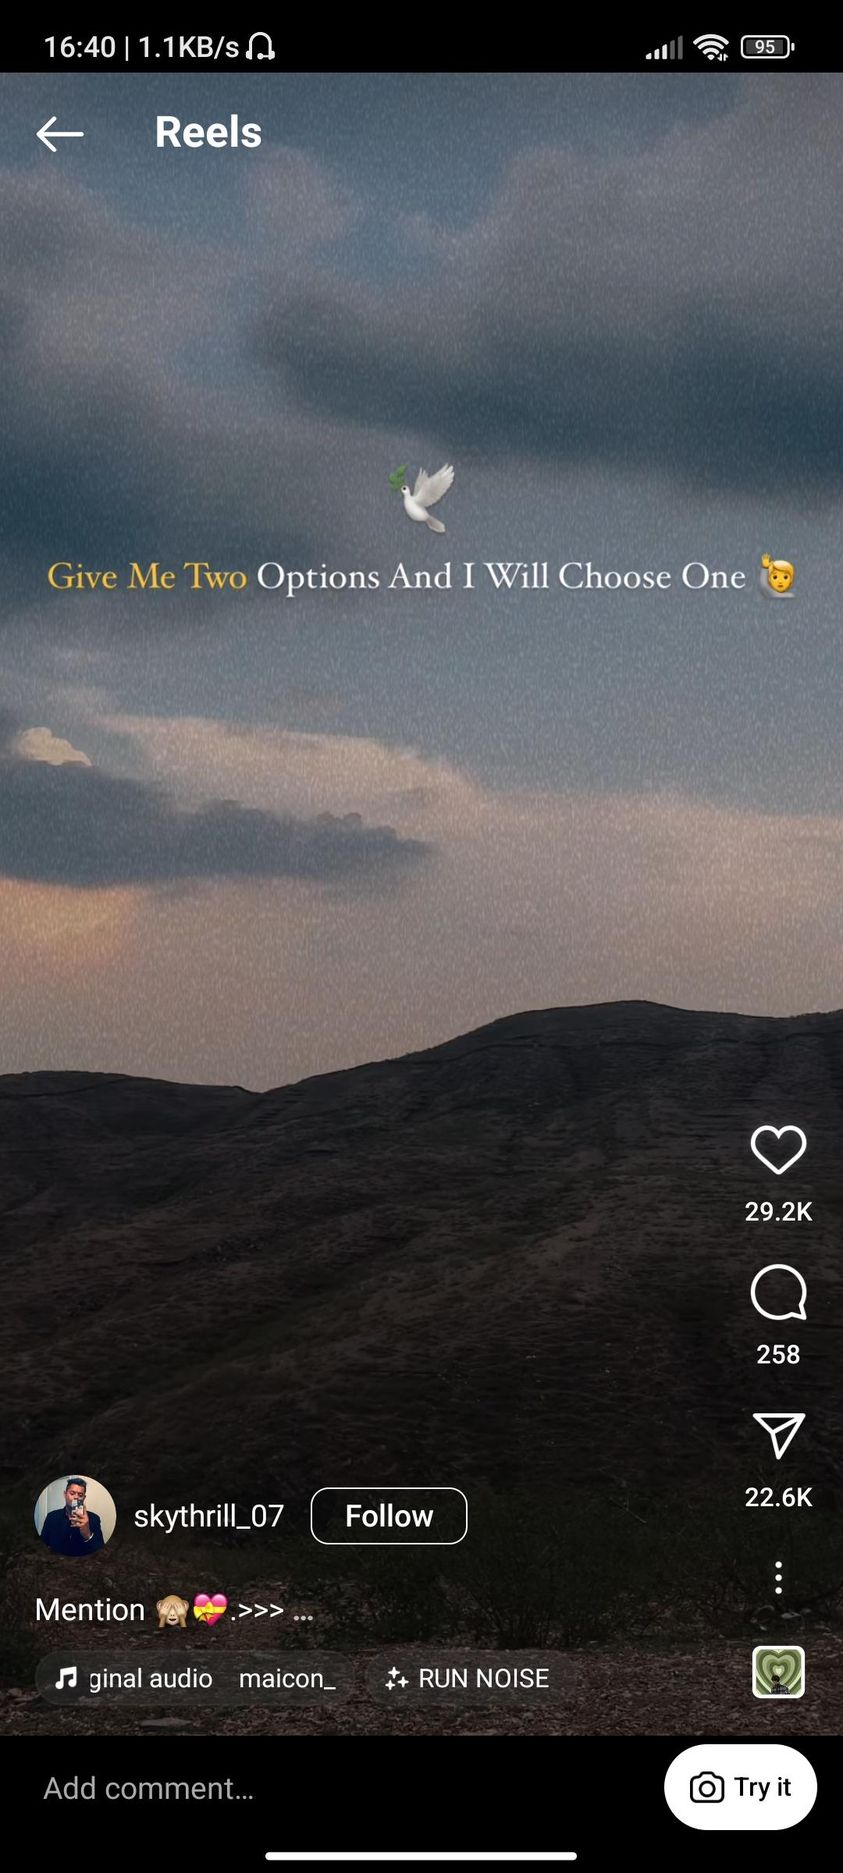 16:40 | 1.1KB/s
95
Reels
Give Me Two Options And I Will Choose One
29.2K
258
22.6K
skythrill_07 Follow
Mention .>>> ...
ginal audio maicon_ RUN NOISE
Add comment... Try it